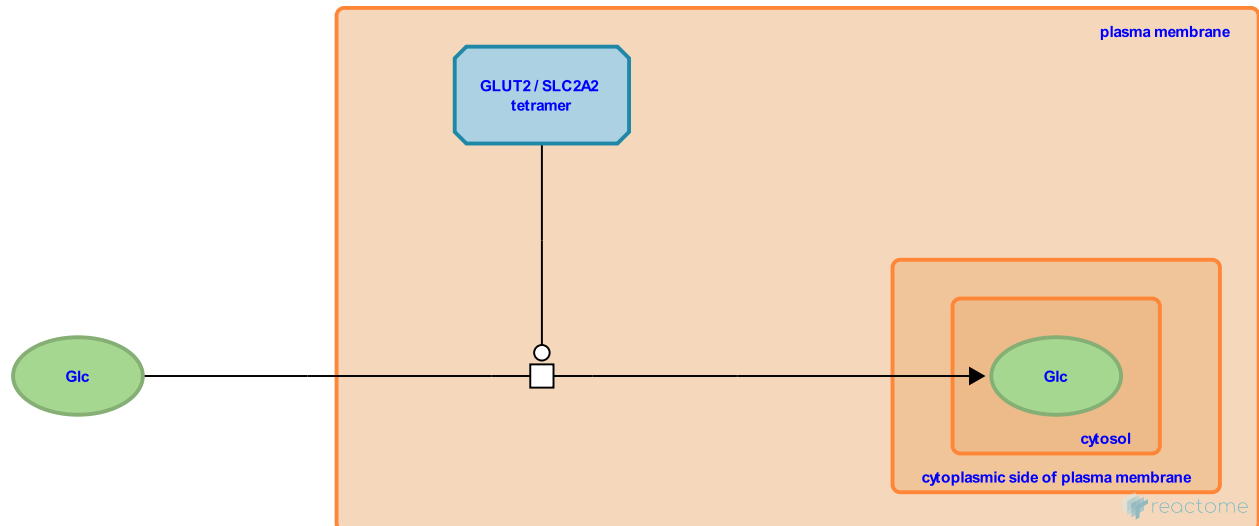 plasma membrane
GLUT2 / SLC2A2
tetramer
Glc
Glc
cytosol
cytoplasmic side of plasma membrane
reactome